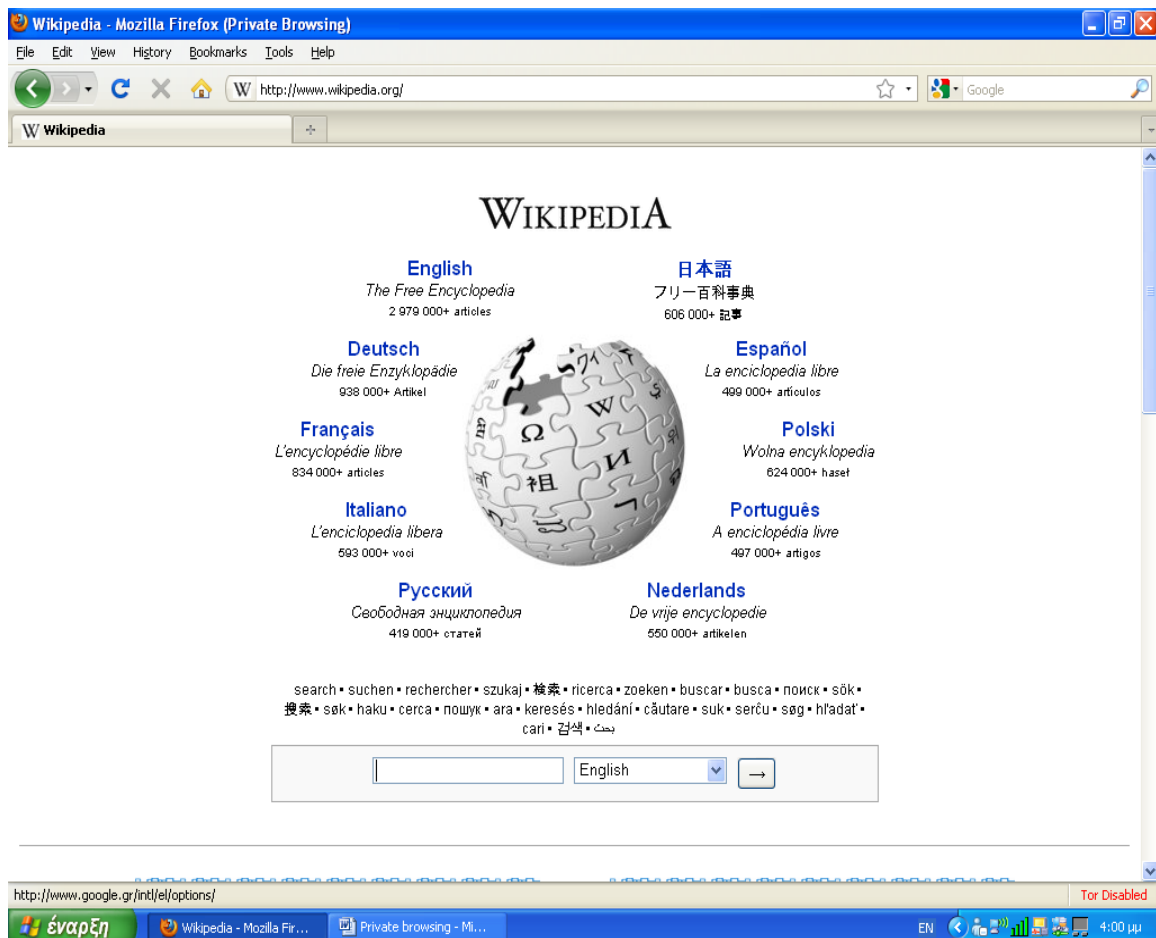 Wikipedia - Mozilla Firefox (Private Browsing)
File Edit View History Bookmarks Tools Help
W http://www.wikipedia.org/ Google
W Wikipedia
WIKIPEDIA
English
The Free Encyclopedia
2 979 000+ articles
日本語
フリー百科事典
606 000+ 記事
Deutsch
Die freie Enzyklopädie
938 000+ Artikel
Español
La enciclopedia libre
499 000+ artículos
Français
L'encyclopédie libre
834 000+ articles
Polski
Wolna encyklopedia
624 000+ haseł
Italiano
L'enciclopedia libera
593 000+ voci
Português
A enciclopédia livre
497 000+ artigos
Русский
Свободная энциклопедия
419 000+ статей
Nederlands
De vrije encyclopedie
550 000+ artikelen
Ω W И 祖
search • suchen • rechercher • szukaj • 検索 • ricerca • zoeken • buscar • busca • поиск • sök •
搜索 • søk • haku • cerca • пошук • ara • keresés • hledání • căutare • suk • serĉu • søg • hľadať •
cari • 검색 • بحث
English →
http://www.google.gr/intl/el/options/ Tor Disabled
έναρξη Wikipedia - Mozilla Fir... Private browsing - Mi... EN 4:00 μμ